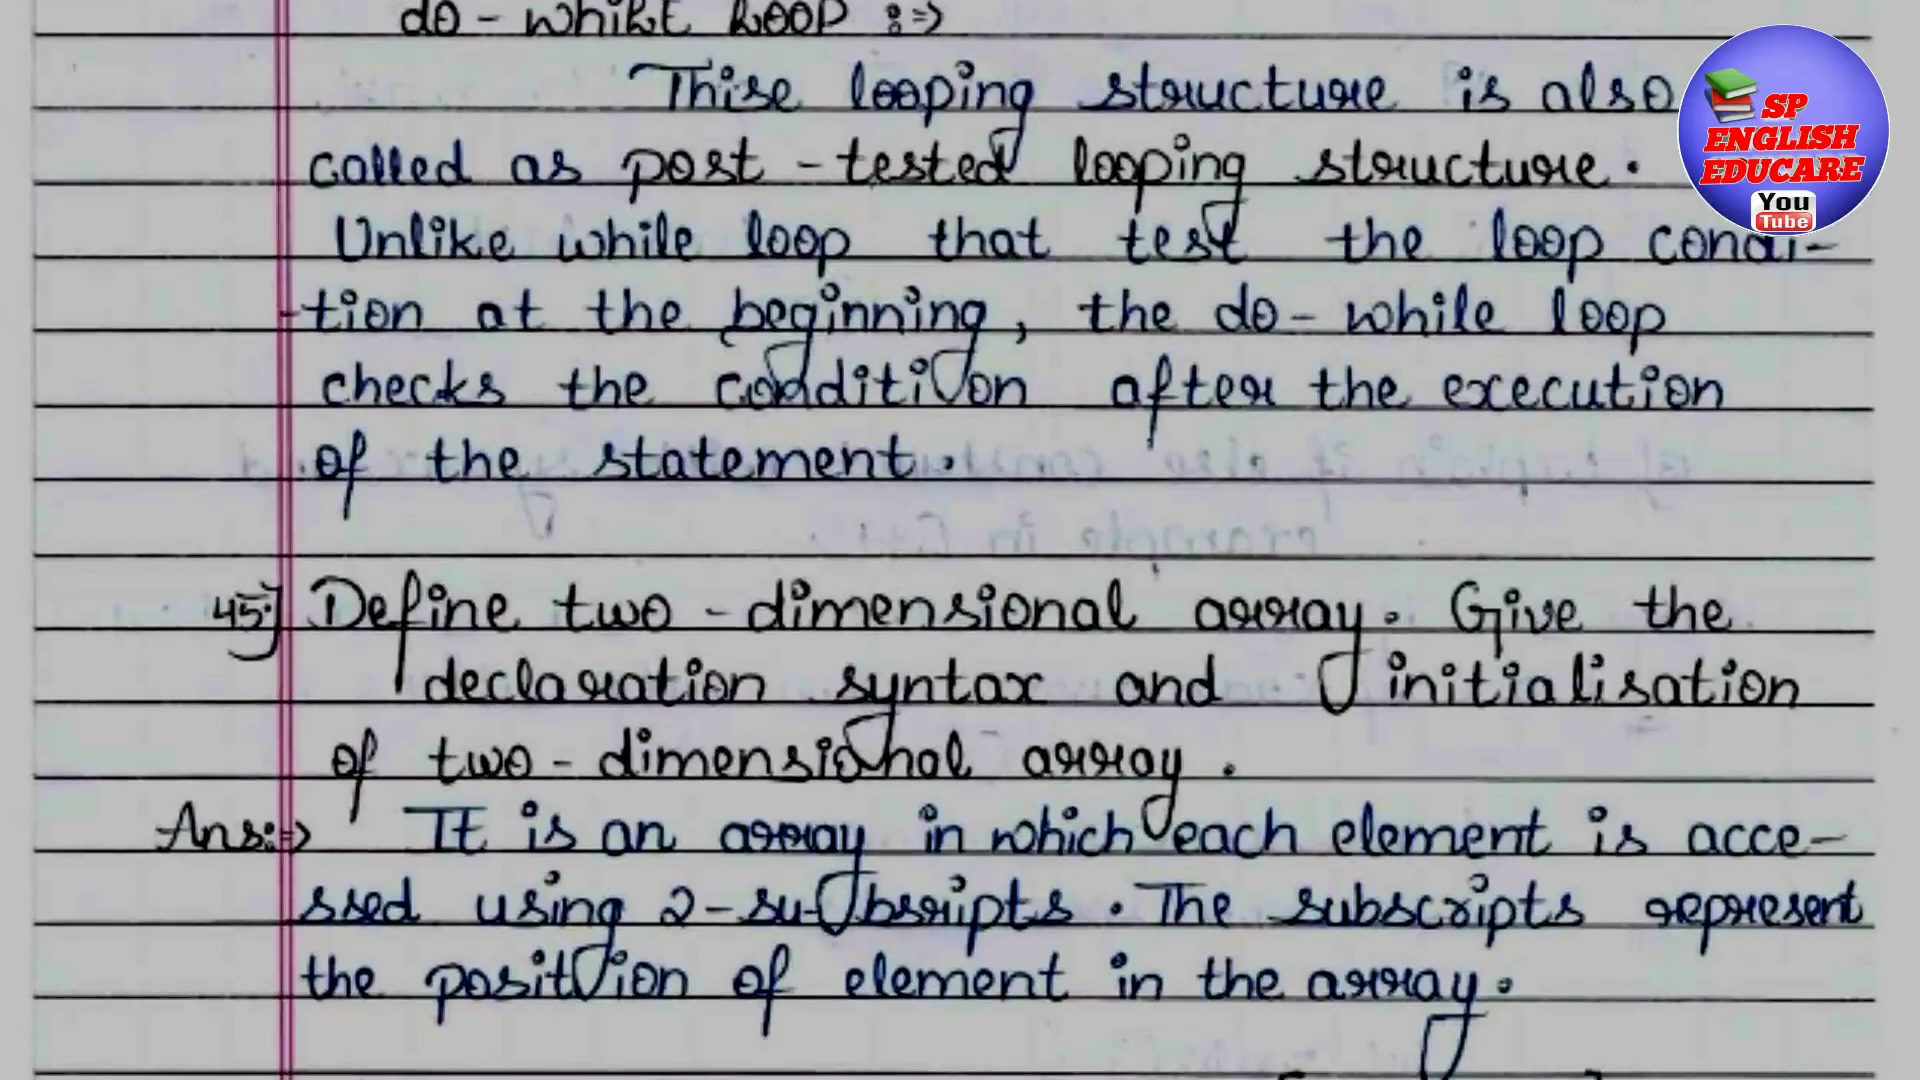 do - while loop :⇒
Thise looping structure is also
called as post - tested looping structure.
Unlike while loop that test the loop condi-
-tion at the beginning, the do - while loop
checks the condition after the execution
of the statement.
45·] Define two - dimensional array. Give the
declaration syntax and initialisation
of two - dimensional array.
Ans:⇒ It is an array in which each element is acce-
ssed using 2-subsripts. The subscripts represent
the position of element in the array.
SP
ENGLISH
EDUCARE
You
Tube